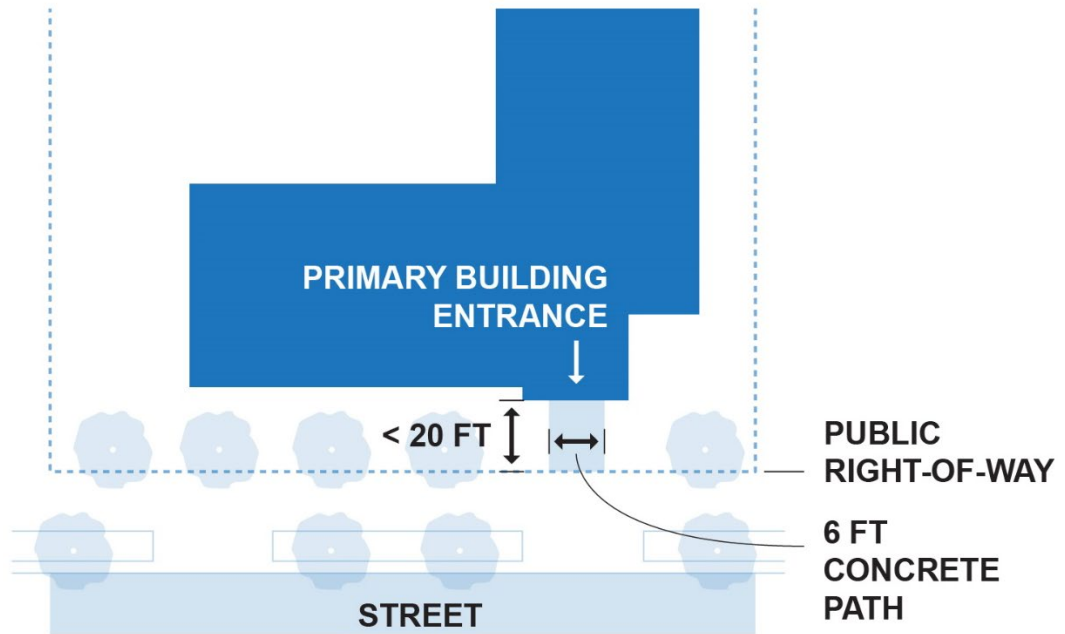 PRIMARY BUILDING
ENTRANCE
< 20 FT
PUBLIC
RIGHT-OF-WAY
6 FT
CONCRETE
PATH
STREET